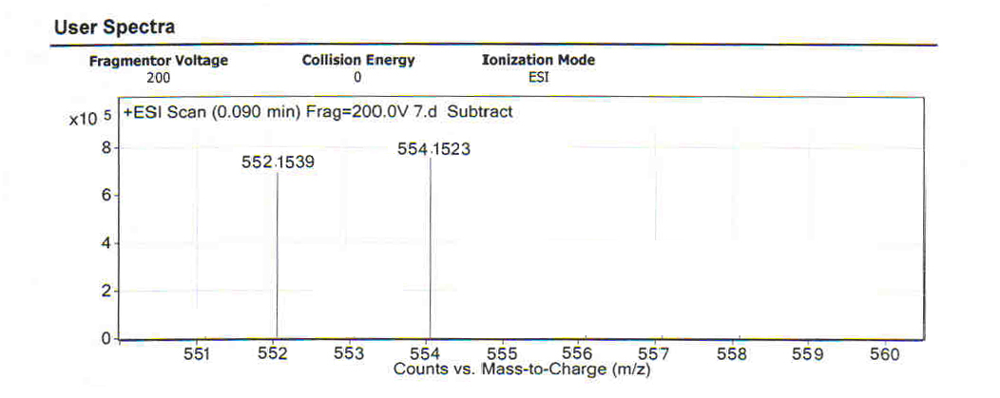 User Spectra
Fragmentor Voltage Collision Energy Ionization Mode
200 0 ESI
x10 5 +ESI Scan (0.090 min) Frag=200.0V 7.d Subtract
8
552.1539 554.1523
6
4
2
0
551 552 553 554 555 556 557 558 559 560
Counts vs. Mass-to-Charge (m/z)